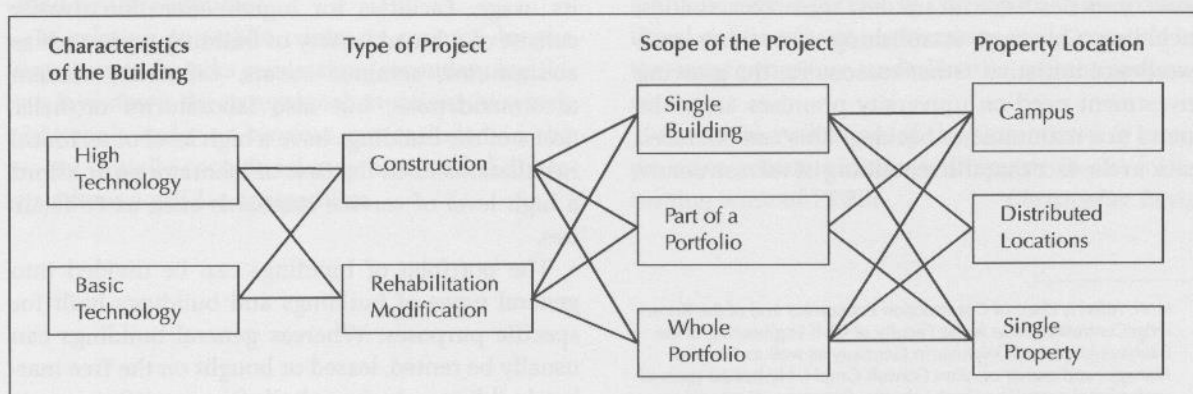 Characteristics
of the Building
High
Technology
Basic
Technology
Type of Project
Construction
Rehabilitation
Modification
Scope of the Project
Single
Building
Part of a
Portfolio
Whole
Portfolio
Property Location
Campus
Distributed
Locations
Single
Property